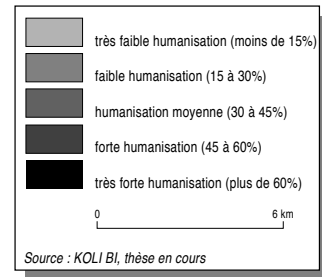 très faible humanisation (moins de 15%)
faible humanisation (15 à 30%)
humanisation moyenne (30 à 45%)
forte humanisation (45 à 60%)
très forte humanisation (plus de 60%)
0 6 km
Source : KOLI BI, thèse en cours